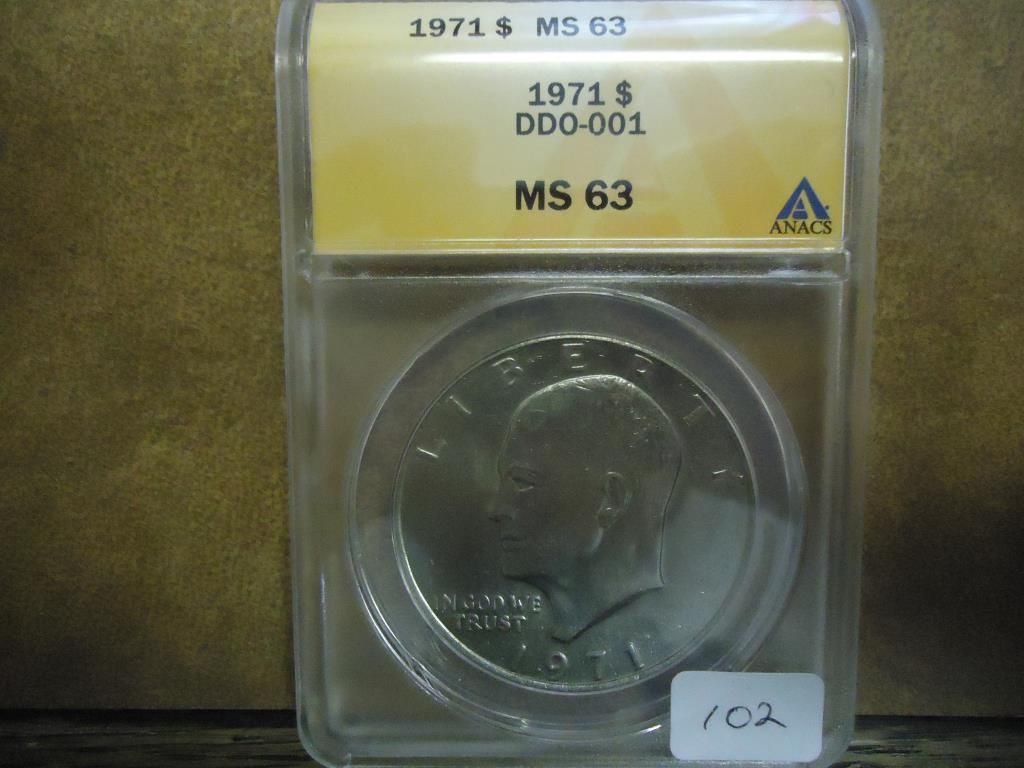 1971 $ MS 63
1971 $
DDO-001
MS 63
ANACS
LIBERTY
IN GOD WE
TRUST
1971
102